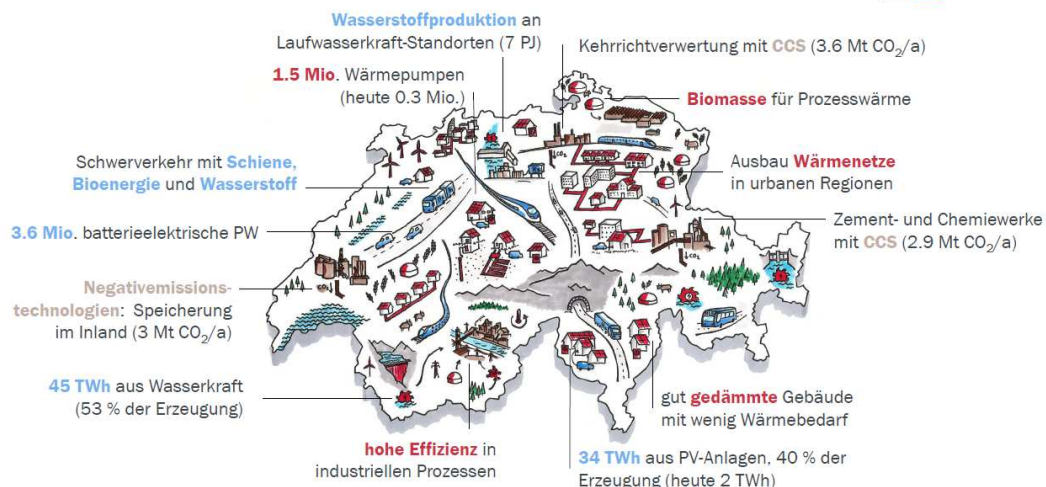 Wasserstoffproduktion an
Laufwasserkraft-Standorten (7 PJ)
Kehrrichtverwertung mit CCS (3.6 Mt CO₂/a)
1.5 Mio. Wärmepumpen
(heute 0.3 Mio.)
Biomasse für Prozesswärme
Schwerverkehr mit Schiene,
Bioenergie und Wasserstoff
Ausbau Wärmenetze
in urbanen Regionen
3.6 Mio. batterieelektrische PW
Zement- und Chemiewerke
mit CCS (2.9 Mt CO₂/a)
Negativemissions-
technologien: Speicherung
im Inland (3 Mt CO₂/a)
45 TWh aus Wasserkraft
(53 % der Erzeugung)
gut gedämmte Gebäude
mit wenig Wärmebedarf
hohe Effizienz in
industriellen Prozessen
34 TWh aus PV-Anlagen, 40 % der
Erzeugung (heute 2 TWh)
CO₂
CO₂
CO₂